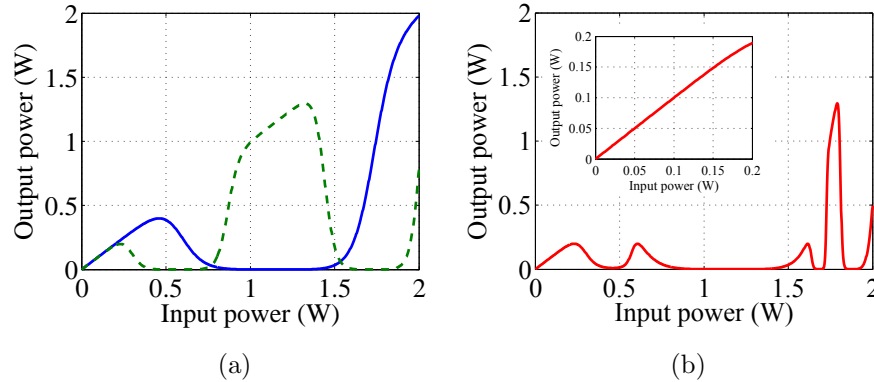 2
1.5
1
0.5
0
Output power (W)
0 0.5 1 1.5 2
Input power (W)
(a)
2
1.5
1
0.5
0
Output power (W)
0.2
0.15
0.1
0.05
0
Output power (W)
0 0.05 0.1 0.15 0.2
Input power (W)
0 0.5 1 1.5 2
Input power (W)
(b)